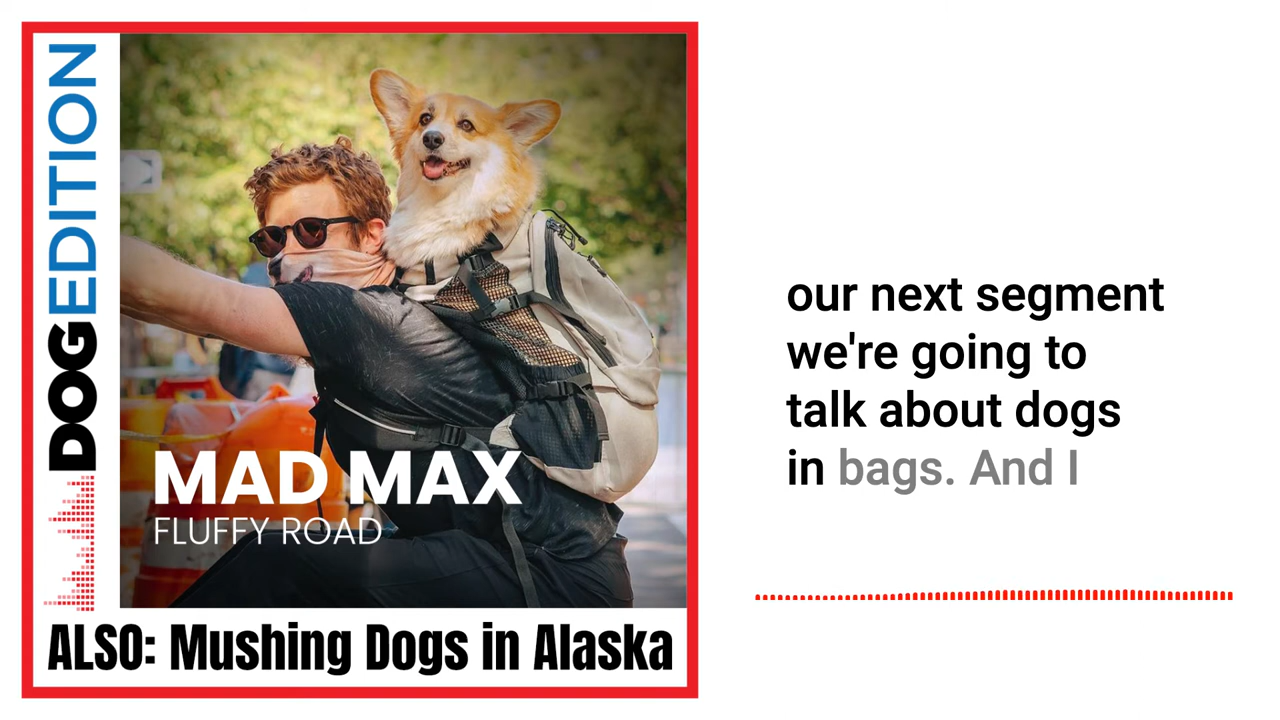 DOGEDITION
MAD MAX
FLUFFY ROAD
ALSO: Mushing Dogs in Alaska
our next segment
we're going to
talk about dogs
in bags. And I